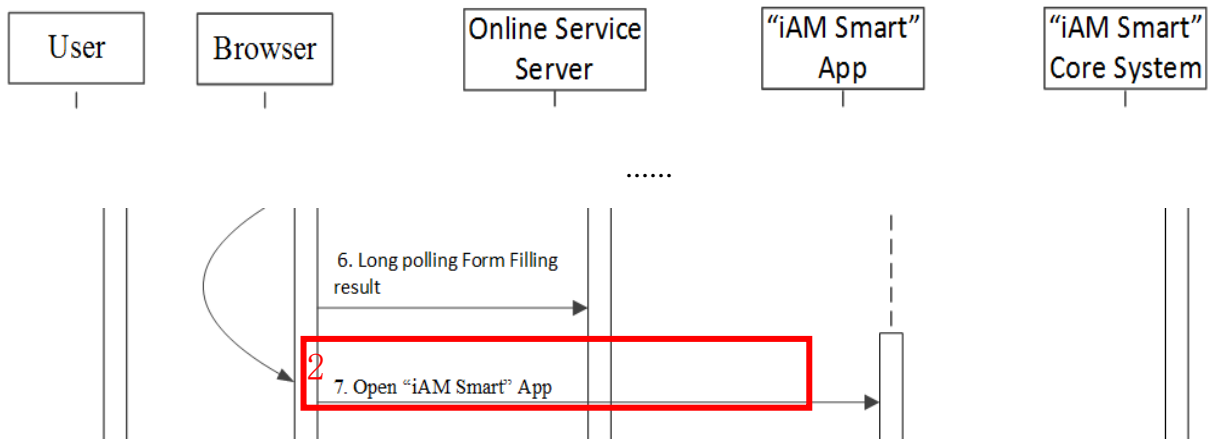 User
Browser
Online Service
Server
“iAM Smart”
App
“iAM Smart”
Core System
......
6. Long polling Form Filling
result
2
7. Open “iAM Smart” App